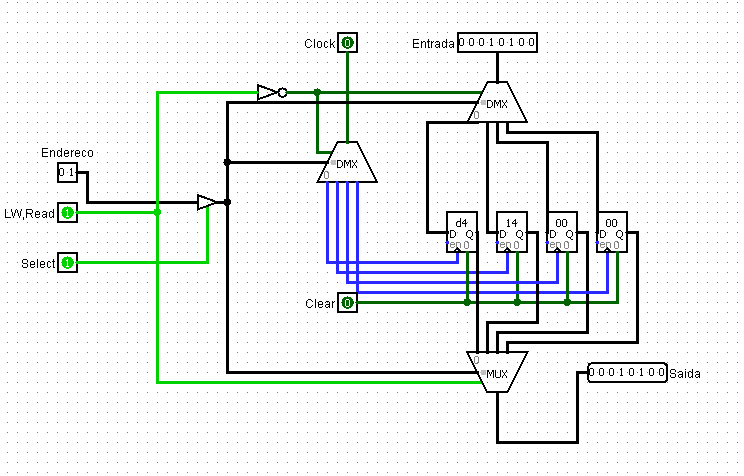 Clock 0
Entrada 0 0 0 1 0 1 0 0
DMX
0
Endereco
0 1
DMX
0
LW,Read 1
Select 1
d4
D Q
en 0
14
D Q
en 0
00
D Q
en 0
00
D Q
en 0
Clear 0
0
MUX
0 0 0 1 0 1 0 0 Saida